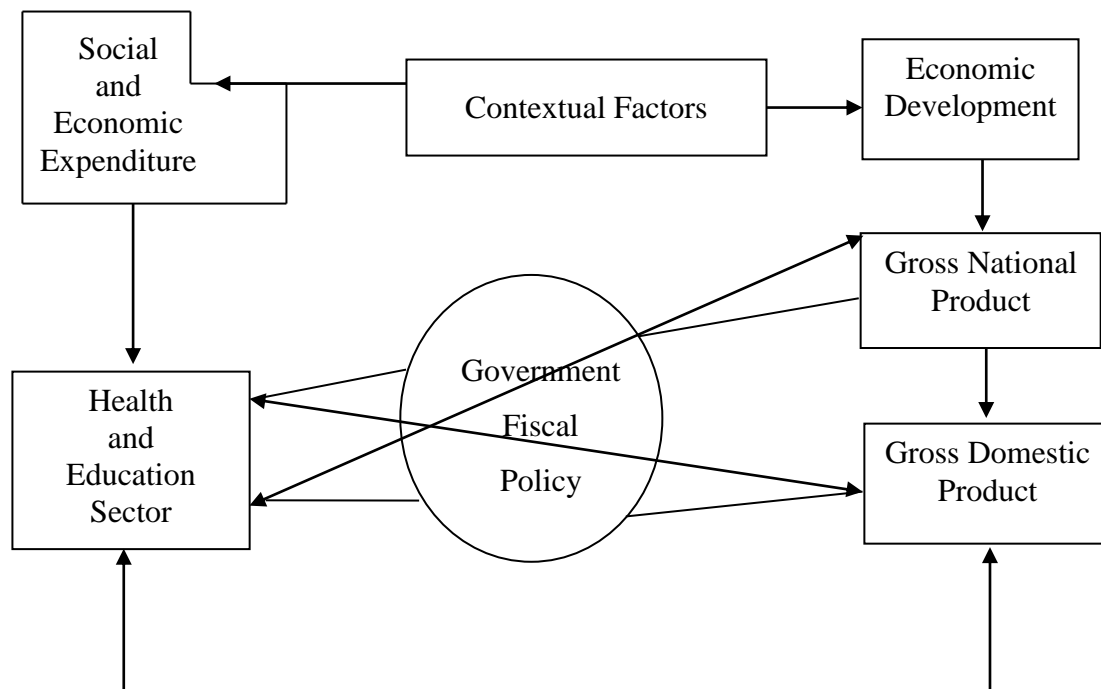 Social
and
Economic
Expenditure
Contextual Factors
Economic
Development
Gross National
Product
Government
Fiscal
Policy
Health
and
Education
Sector
Gross Domestic
Product